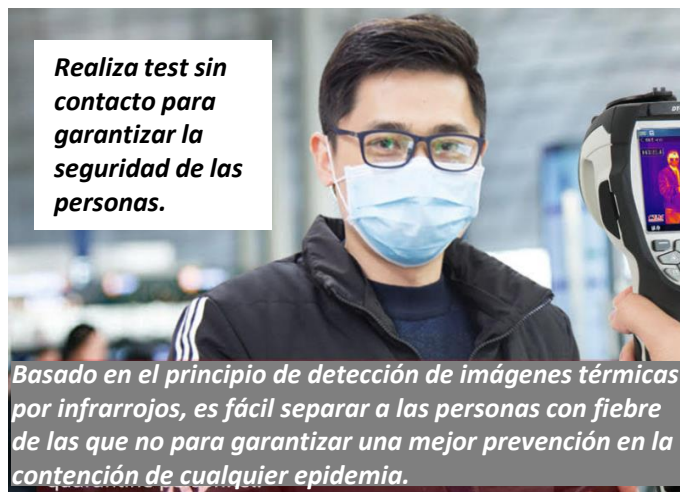 Realiza test sin
contacto para
garantizar la
seguridad de las
personas.
Basado en el principio de detección de imágenes térmicas
por infrarrojos, es fácil separar a las personas con fiebre
de las que no para garantizar una mejor prevención en la
contención de cualquier epidemia.